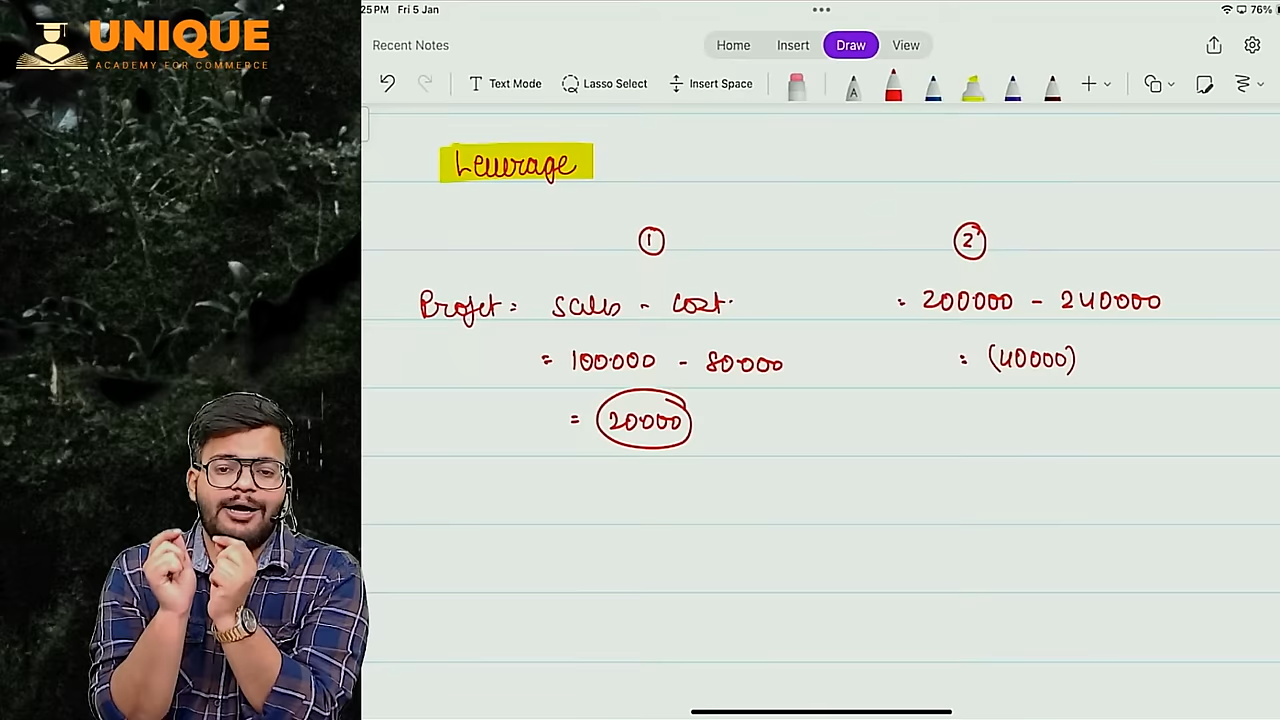 UNIQUE
ACADEMY FOR COMMERCE
25PM Fri 5 Jan
76%
Recent Notes
Home Insert Draw View
Text Mode Lasso Select Insert Space
A
Leverage
1 2
Profit = Sales - Cost = 200000 - 240000
= 100000 - 80000 = (40000)
= 20000